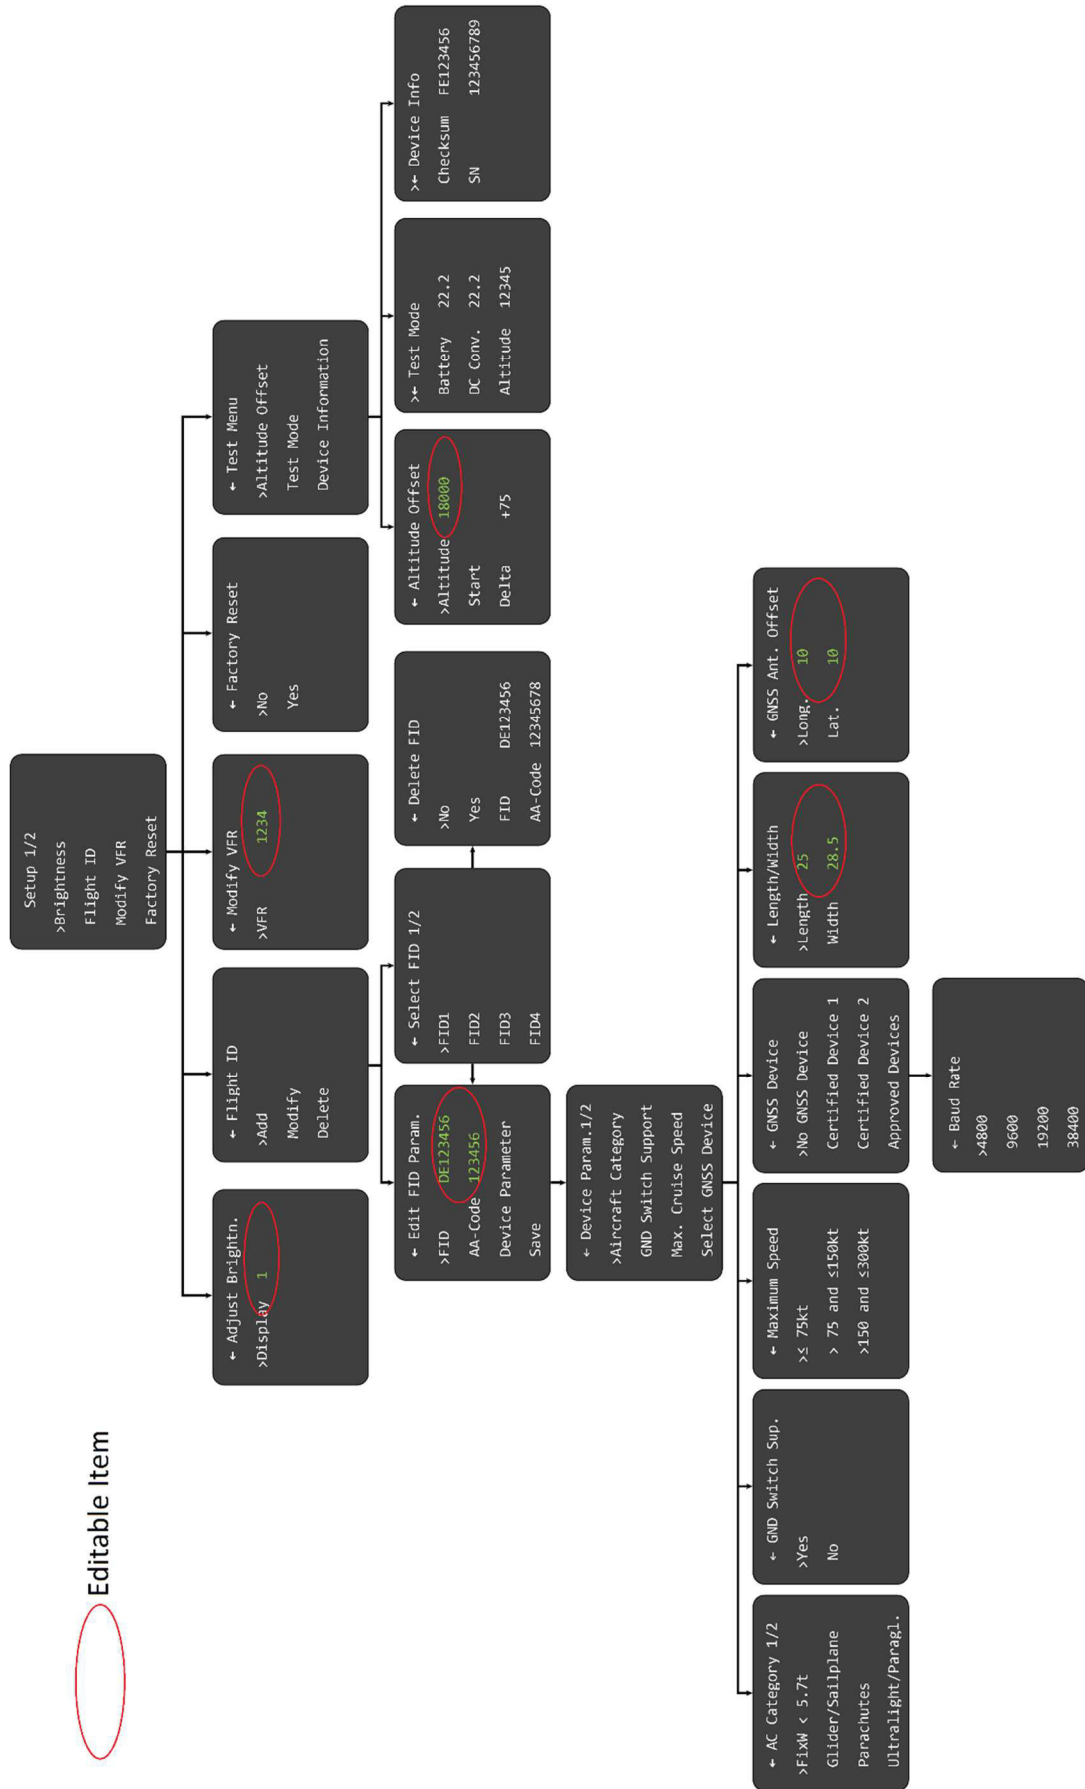 Editable Item
Setup 1/2
>Brightness
Flight ID
Modify VFR
Factory Reset
← Adjust Brightn.
>Display 1
← Flight ID
>Add
Modify
Delete
← Modify VFR
>VFR 1234
← Factory Reset
>No
Yes
← Test Menu
>Altitude Offset
Test Mode
Device Information
← Edit FID Param.
>FID DE123456
AA-Code 123456
Device Parameter
Save
← Select FID 1/2
>FID1
FID2
FID3
FID4
← Delete FID
>No
Yes
FID DE123456
AA-Code 12345678
← Altitude Offset
>Altitude 18000
Start
Delta +75
>← Test Mode
Battery 22.2
DC Conv. 22.2
Altitude 12345
>← Device Info
Checksum FE123456
SN 123456789
← Device Param.1/2
>Aircraft Category
GND Switch Support
Max. Cruise Speed
Select GNSS Device
← AC Category 1/2
>FixW < 5.7t
Glider/Sailplane
Parachutes
Ultralight/Paragl.
← GND Switch Sup.
>Yes
No
← Maximum Speed
>≤ 75kt
> 75 and ≤150kt
>150 and ≤300kt
← GNSS Device
>No GNSS Device
Certified Device 1
Certified Device 2
Approved Devices
← Length/Width
>Length 25
Width 28.5
← GNSS Ant. Offset
>Long. 10
Lat. 10
← Baud Rate
>4800
9600
19200
38400